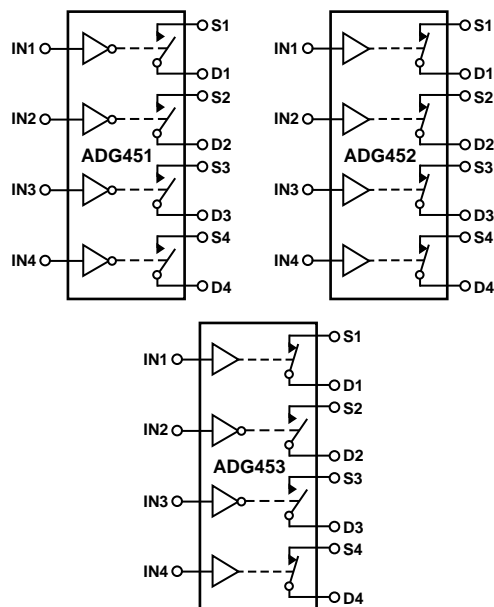 S1
IN1
D1
S2
IN2
D2
ADG451
S3
IN3
D3
S4
IN4
D4
S1
IN1
D1
S2
IN2
D2
ADG452
S3
IN3
D3
S4
IN4
D4
S1
IN1
D1
S2
IN2
D2
ADG453
S3
IN3
D3
S4
IN4
D4